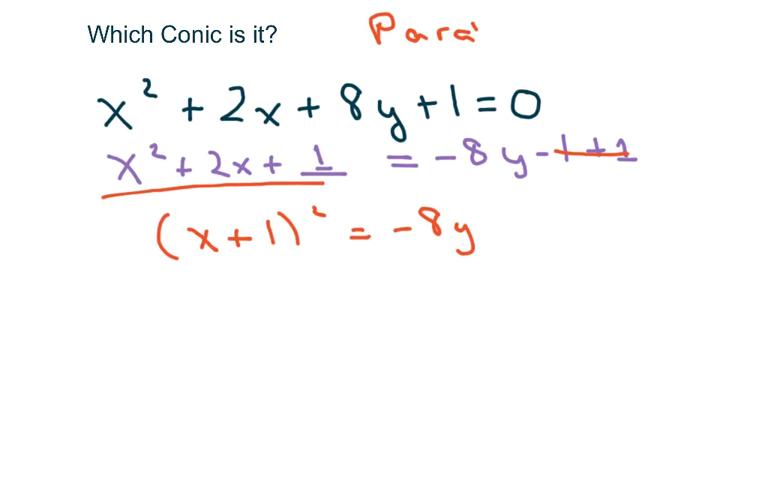 Which Conic is it? Para
x² + 2x + 8y + 1 = 0
x² + 2x + 1 = -8y - 1 + 1
(x + 1)² = -8y